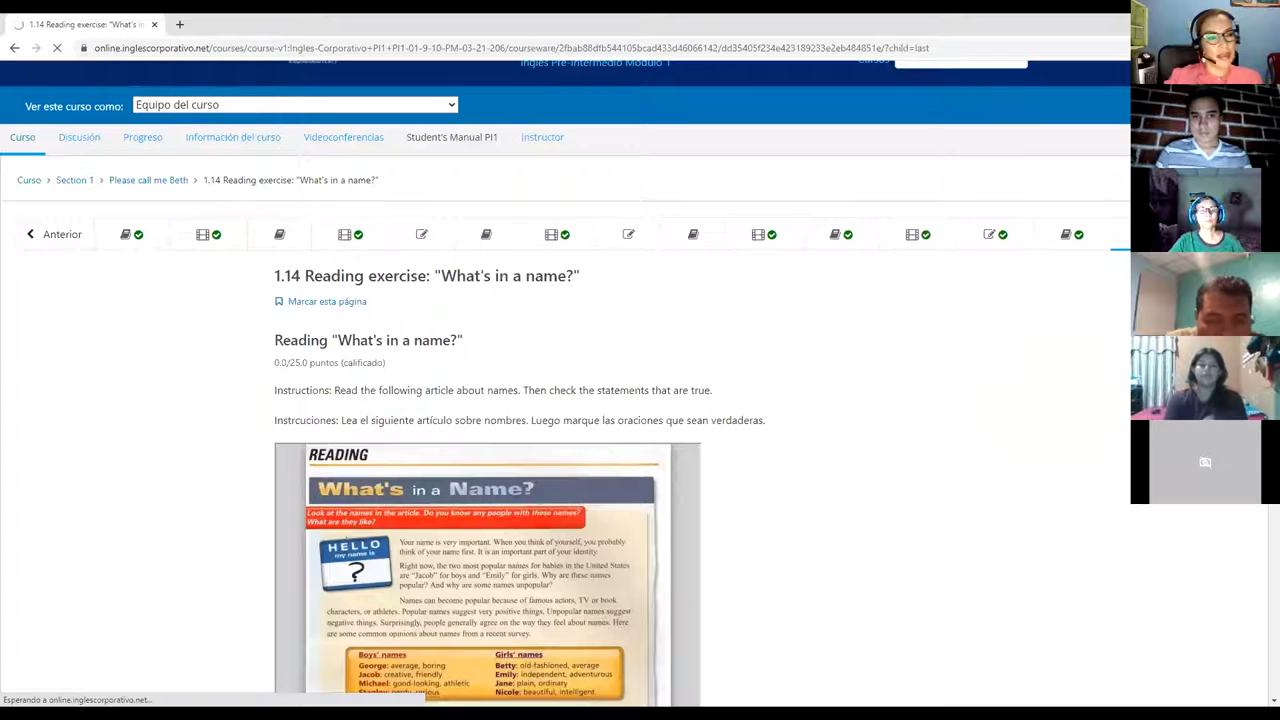 1.14 Reading exercise: "What's in
online.inglescorporativo.net/courses/course-v1:Ingles-Corporativo+PI1+PI1-01-9-10-PM-03-21-206/courseware/2fbab88dfb544105bcad433d46066142/dd35405f234e423189233e2eb484851e/?child=last
Inglés Pre-Intermedio Módulo 1
Cursos
Ver este curso como:
Equipo del curso
Curso
Discusión
Progreso
Información del curso
Videoconferencias
Student's Manual PI1
Instructor
Curso > Section 1 > Please call me Beth > 1.14 Reading exercise: "What's in a name?"
Anterior
1.14 Reading exercise: "What's in a name?"
Marcar esta página
Reading "What's in a name?"
0.0/25.0 puntos (calificado)
Instructions: Read the following article about names. Then check the statements that are true.
Instrcuciones: Lea el siguiente artículo sobre nombres. Luego marque las oraciones que sean verdaderas.
READING
What's in a Name?
Look at the names in the article. Do you know any people with these names?
What are they like?
HELLO
my name is
?
Your name is very important. When you think of yourself, you probably
think of your name first. It is an important part of your identity.
Right now, the two most popular names for babies in the United States
are "Jacob" for boys and "Emily" for girls. Why are these names
popular? And why are some names unpopular?
Names can become popular because of famous actors, TV or book
characters, or athletes. Popular names suggest very positive things. Unpopular names suggest
negative things. Surprisingly, people generally agree on the way they feel about names. Here
are some common opinions about names from a recent survey.
Boys' names
George: average, boring
Jacob: creative, friendly
Michael: good-looking, athletic
Stanley: nerdy, serious
Girls' names
Betty: old-fashioned, average
Emily: independent, adventurous
Jane: plain, ordinary
Nicole: beautiful, intelligent
Esperando a online.inglescorporativo.net...